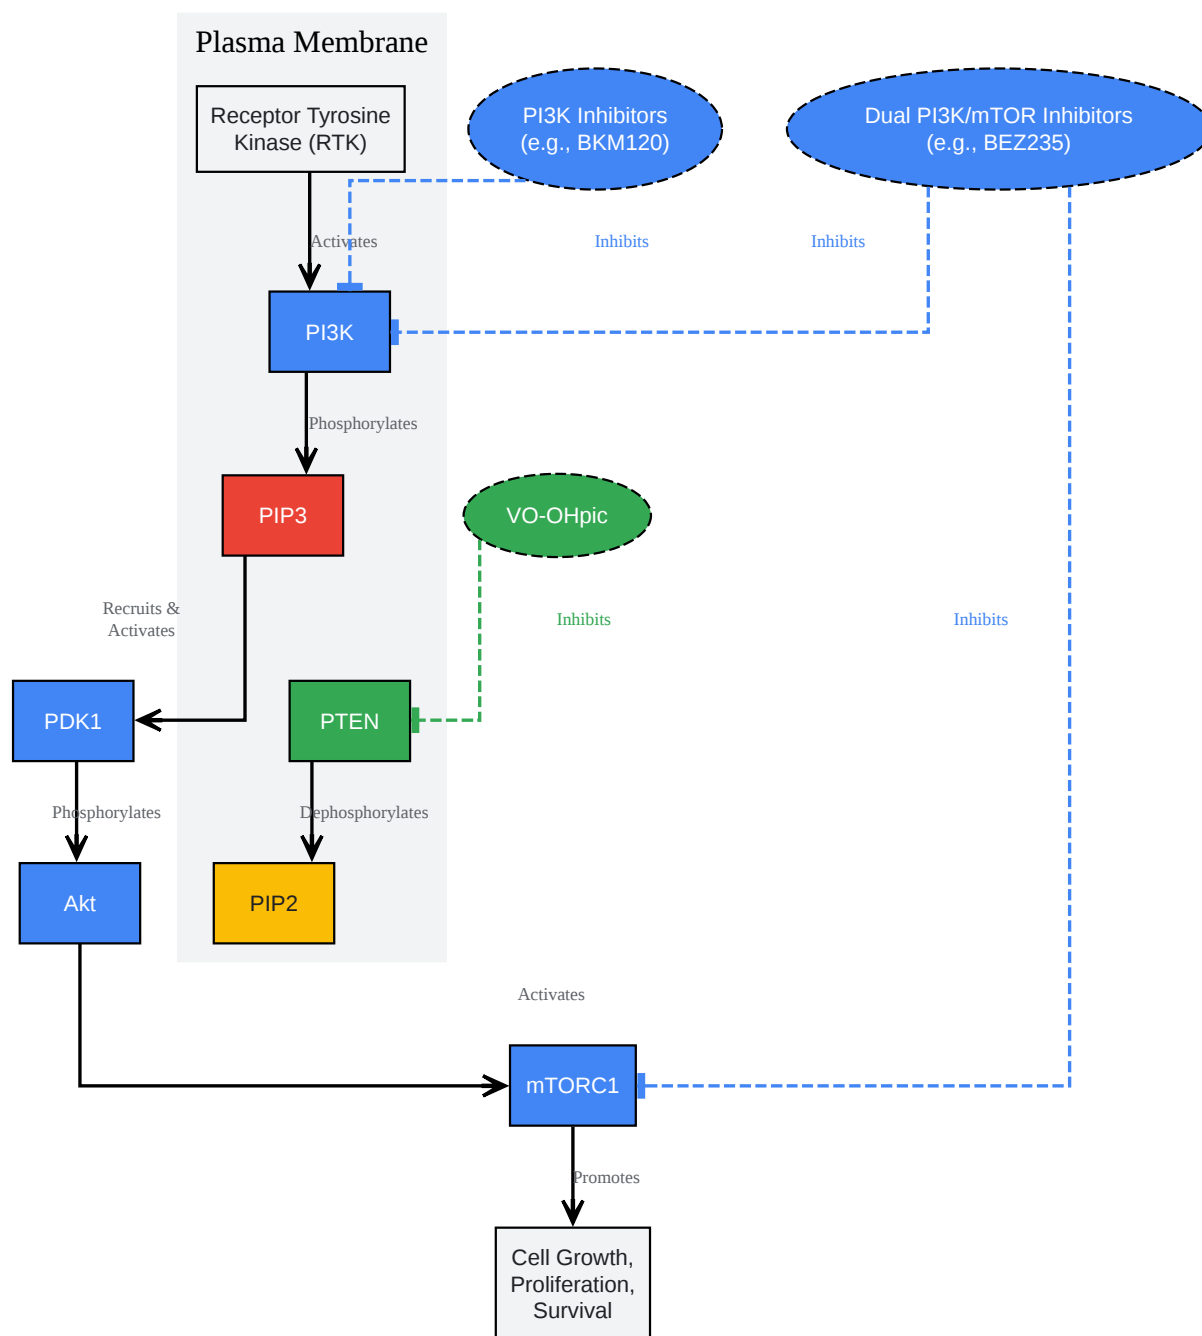 Plasma Membrane
Receptor Tyrosine
Kinase (RTK)
PI3K Inhibitors
(e.g., BKM120)
Dual PI3K/mTOR Inhibitors
(e.g., BEZ235)
Activates
Inhibits
Inhibits
PI3K
Phosphorylates
PIP3
VO-OHpic
Recruits &
Activates
Inhibits
Inhibits
PDK1
PTEN
Phosphorylates
Dephosphorylates
Akt
PIP2
Activates
mTORC1
Promotes
Cell Growth,
Proliferation,
Survival